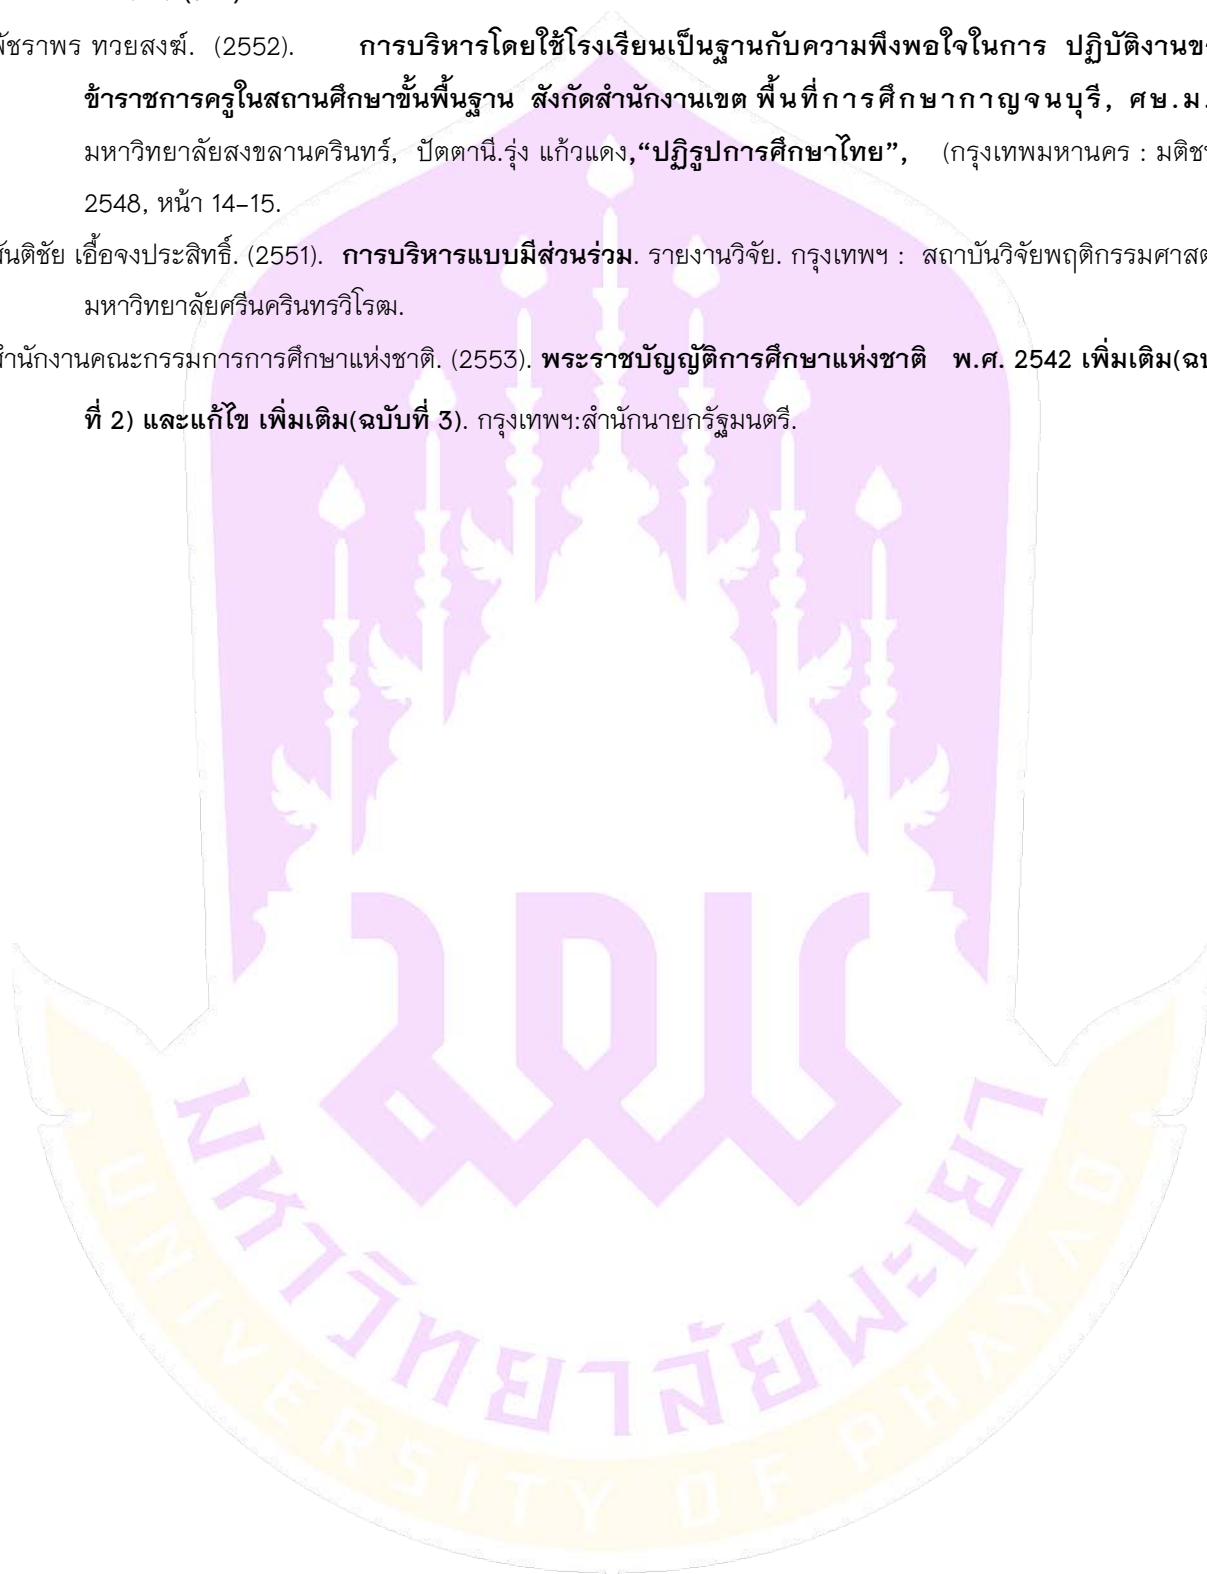 พัชราพร ทวยสงฆ์. (2552). การบริหารโดยใช้โรงเรียนเป็นฐานกับความพึงพอใจในการ ปฏิบัติงานขอ
ข้าราชการครูในสถานศึกษาขั้นพื้นฐาน สังกัดสำนักงานเขต พื้นที่การศึกษากาญจนบุรี, ศษ.ม.
มหาวิทยาลัยสงขลานครินทร์, ปัตตานี.รุ่ง แก้วแดง,“ปฏิรูปการศึกษาไทย”, (กรุงเทพมหานคร : มติช
2548, หน้า 14–15.
สันติชัย เอื้อจงประสิทธิ์. (2551). การบริหารแบบมีส่วนร่วม. รายงานวิจัย. กรุงเทพฯ : สถาบันวิจัยพฤติกรรมศาสต
มหาวิทยาลัยศรีนครินทรวิโรฒ.
สำนักงานคณะกรรมการการศึกษาแห่งชาติ. (2553). พระราชบัญญัติการศึกษาแห่งชาติ พ.ศ. 2542 เพิ่มเติม(ฉบ
ที่ 2) และแก้ไข เพิ่มเติม(ฉบับที่ 3). กรุงเทพฯ:สำนักนายกรัฐมนตรี.
มหาวิทยาลัยพะเยา
UNIVERSITY OF PHAYAO